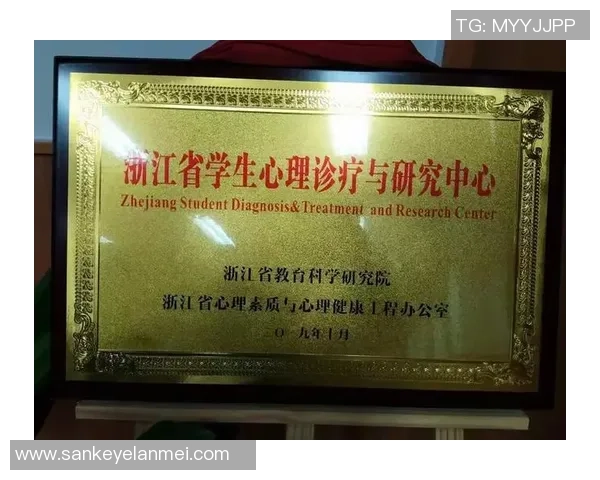 TG: MYYJJPP
浙江省学生心理诊疗与研究中心
Zhejiang Student Diagnosis&Treatment and Research Center
浙江省教育科学研究院
浙江省心理素质与心理健康工程办公室
二〇一九年十月
www.sankeyelanmei.com